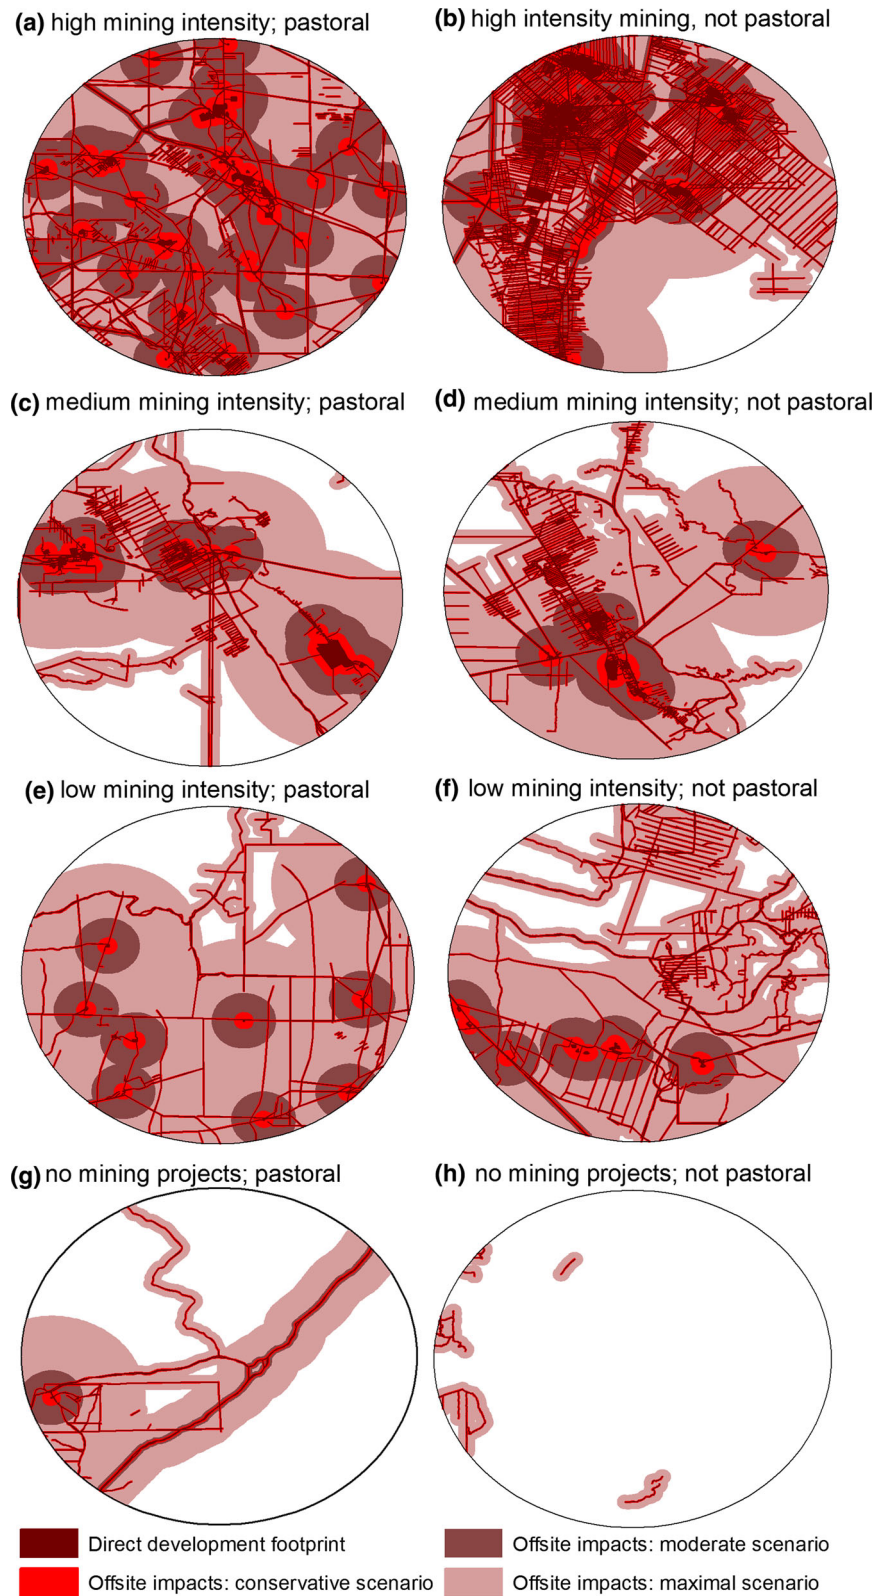 (a) high mining intensity; pastoral
(b) high intensity mining, not pastoral
(c) medium mining intensity; pastoral
(d) medium mining intensity; not pastoral
(e) low mining intensity; pastoral
(f) low mining intensity; not pastoral
(g) no mining projects; pastoral
(h) no mining projects; not pastoral
Direct development footprint
Offsite impacts: moderate scenario
Offsite impacts: conservative scenario
Offsite impacts: maximal scenario